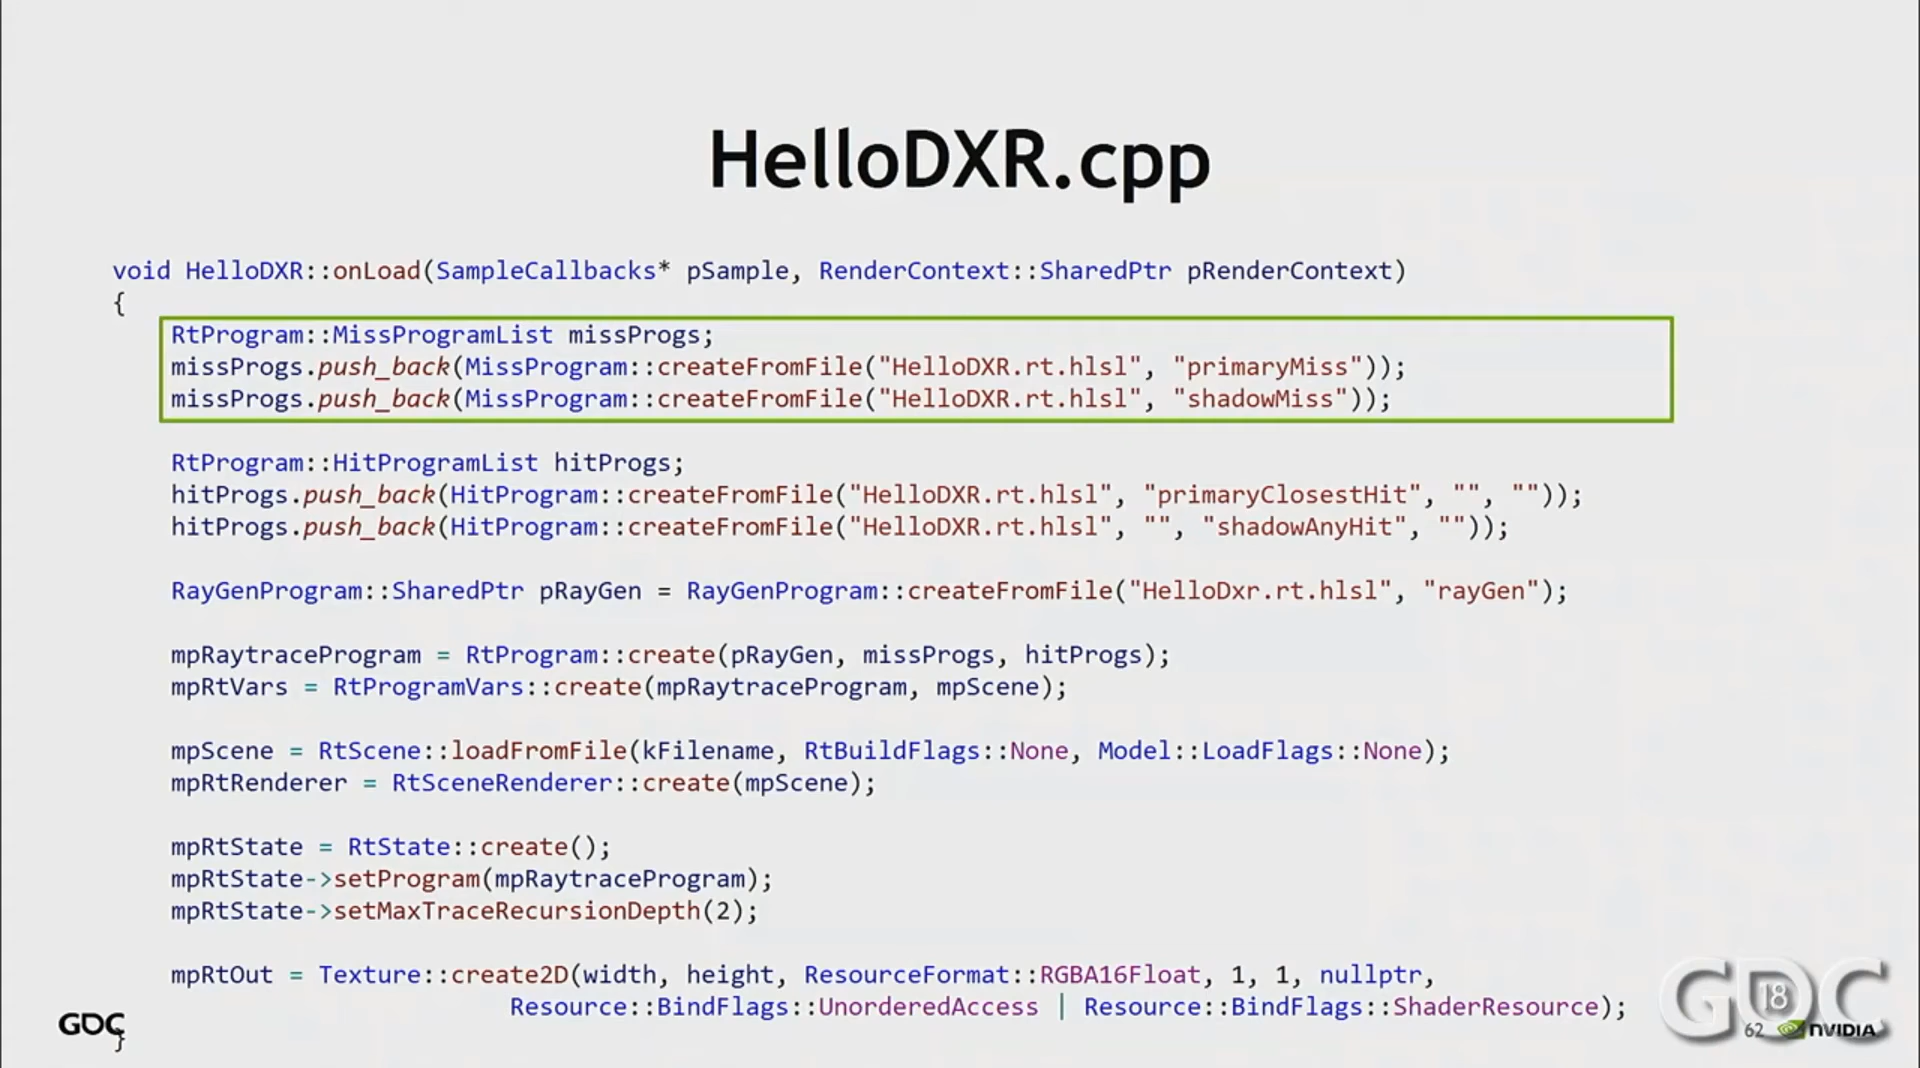 HelloDXR.cpp
void HelloDXR::onLoad(SampleCallbacks* pSample, RenderContext::SharedPtr pRenderContext)
{
RtProgram::MissProgramList missProgs;
missProgs.push_back(MissProgram::createFromFile("HelloDXR.rt.hlsl", "primaryMiss"));
missProgs.push_back(MissProgram::createFromFile("HelloDXR.rt.hlsl", "shadowMiss"));
RtProgram::HitProgramList hitProgs;
hitProgs.push_back(HitProgram::createFromFile("HelloDXR.rt.hlsl", "primaryClosestHit", "", ""));
hitProgs.push_back(HitProgram::createFromFile("HelloDXR.rt.hlsl", "", "shadowAnyHit", ""));
RayGenProgram::SharedPtr pRayGen = RayGenProgram::createFromFile("HelloDxr.rt.hlsl", "rayGen");
mpRaytraceProgram = RtProgram::create(pRayGen, missProgs, hitProgs);
mpRtVars = RtProgramVars::create(mpRaytraceProgram, mpScene);
mpScene = RtScene::loadFromFile(kFilename, RtBuildFlags::None, Model::LoadFlags::None);
mpRtRenderer = RtSceneRenderer::create(mpScene);
mpRtState = RtState::create();
mpRtState->setProgram(mpRaytraceProgram);
mpRtState->setMaxTraceRecursionDepth(2);
mpRtOut = Texture::create2D(width, height, ResourceFormat::RGBA16Float, 1, 1, nullptr,
Resource::BindFlags::UnorderedAccess | Resource::BindFlags::ShaderResource);
}
GDC
GDC 18
62 NVIDIA